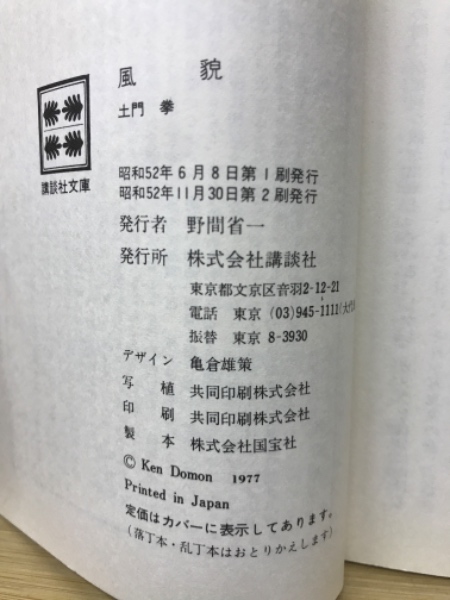 風貌
土門 拳
講談社文庫
昭和52年6月8日第1刷発行
昭和52年11月30日第2刷発行
発行者 野間省一
発行所 株式会社講談社
東京都文京区音羽2-12-21
電話 東京 (03)945-1111(大代
振替 東京 8-3930
デザイン 亀倉雄策
写植 共同印刷株式会社
印刷 共同印刷株式会社
製本 株式会社国宝社
© Ken Domon 1977
Printed in Japan
定価はカバーに表示してあります。
(落丁本・乱丁本はおとりかえします)